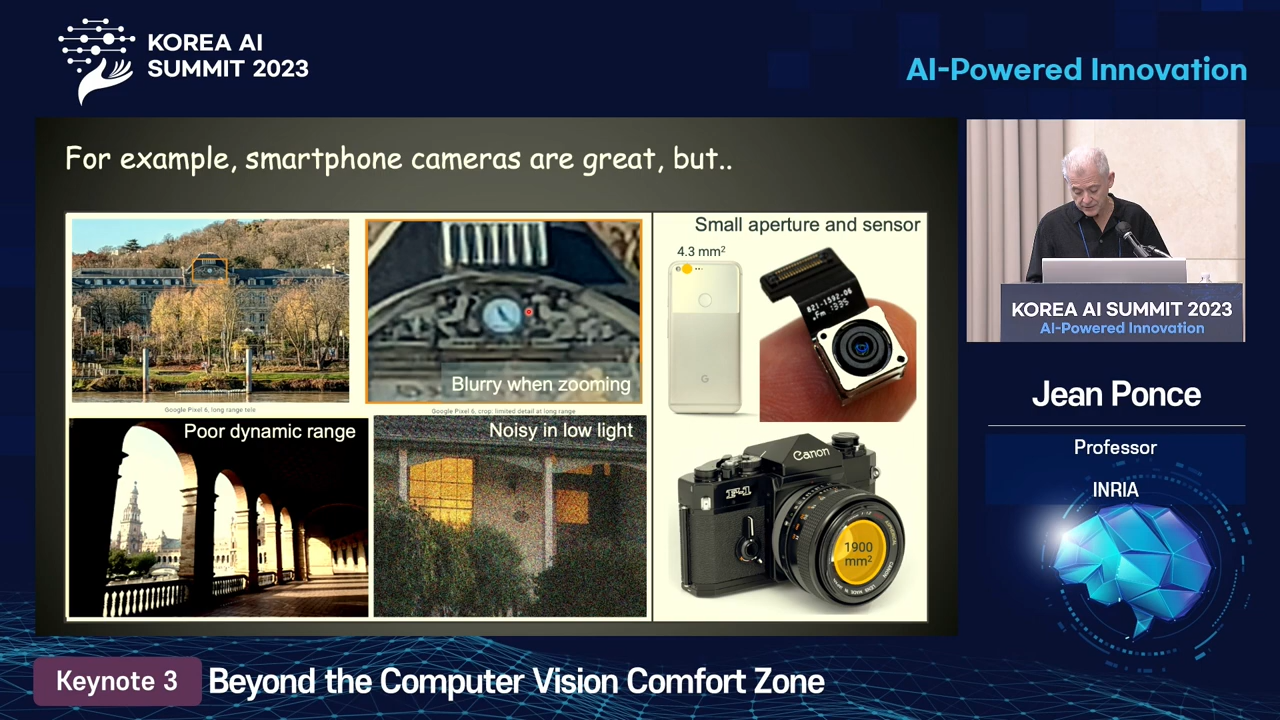 KOREA AI
SUMMIT 2023
AI-Powered Innovation
For example, smartphone cameras are great, but..
Blurry when zooming
Google Pixel 6, long range tele
Google Pixel 6, crop: limited detail at long range
Poor dynamic range
Noisy in low light
Small aperture and sensor
4.3 mm²
G
821-1592-06
Canon
F-1
1900
mm²
KOREA AI SUMMIT 2023
AI-Powered Innovation
Jean Ponce
Professor
INRIA
Keynote 3
Beyond the Computer Vision Comfort Zone